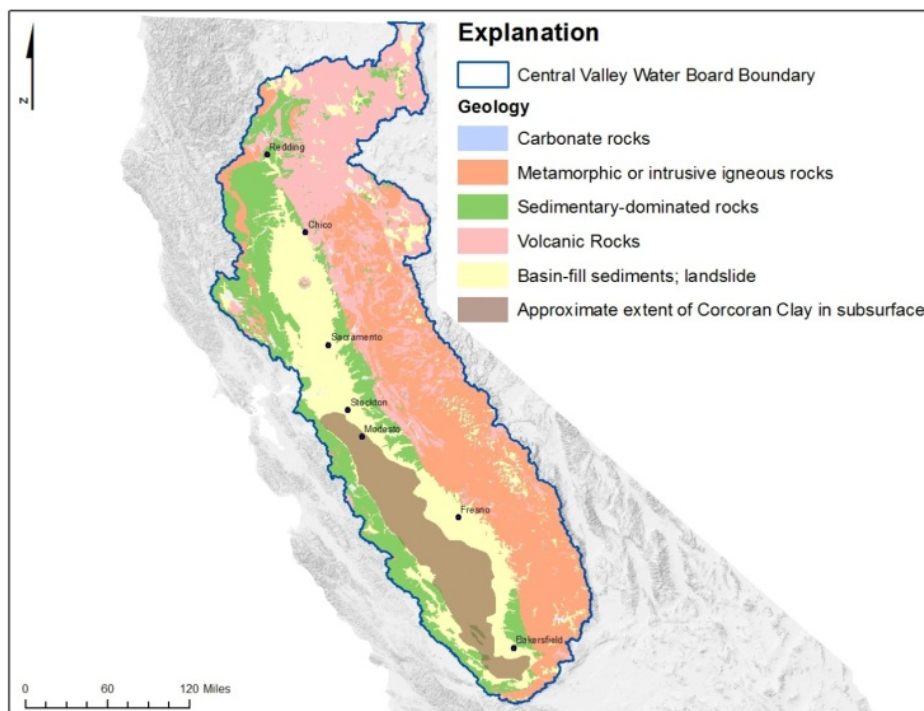 Explanation
Central Valley Water Board Boundary
Geology
Carbonate rocks
Metamorphic or intrusive igneous rocks
Sedimentary-dominated rocks
Volcanic Rocks
Basin-fill sediments; landslide
Approximate extent of Corcoran Clay in subsurface
N
Redding
Chico
Sacramento
Stockton
Modesto
Fresno
Bakersfield
0 60 120 Miles